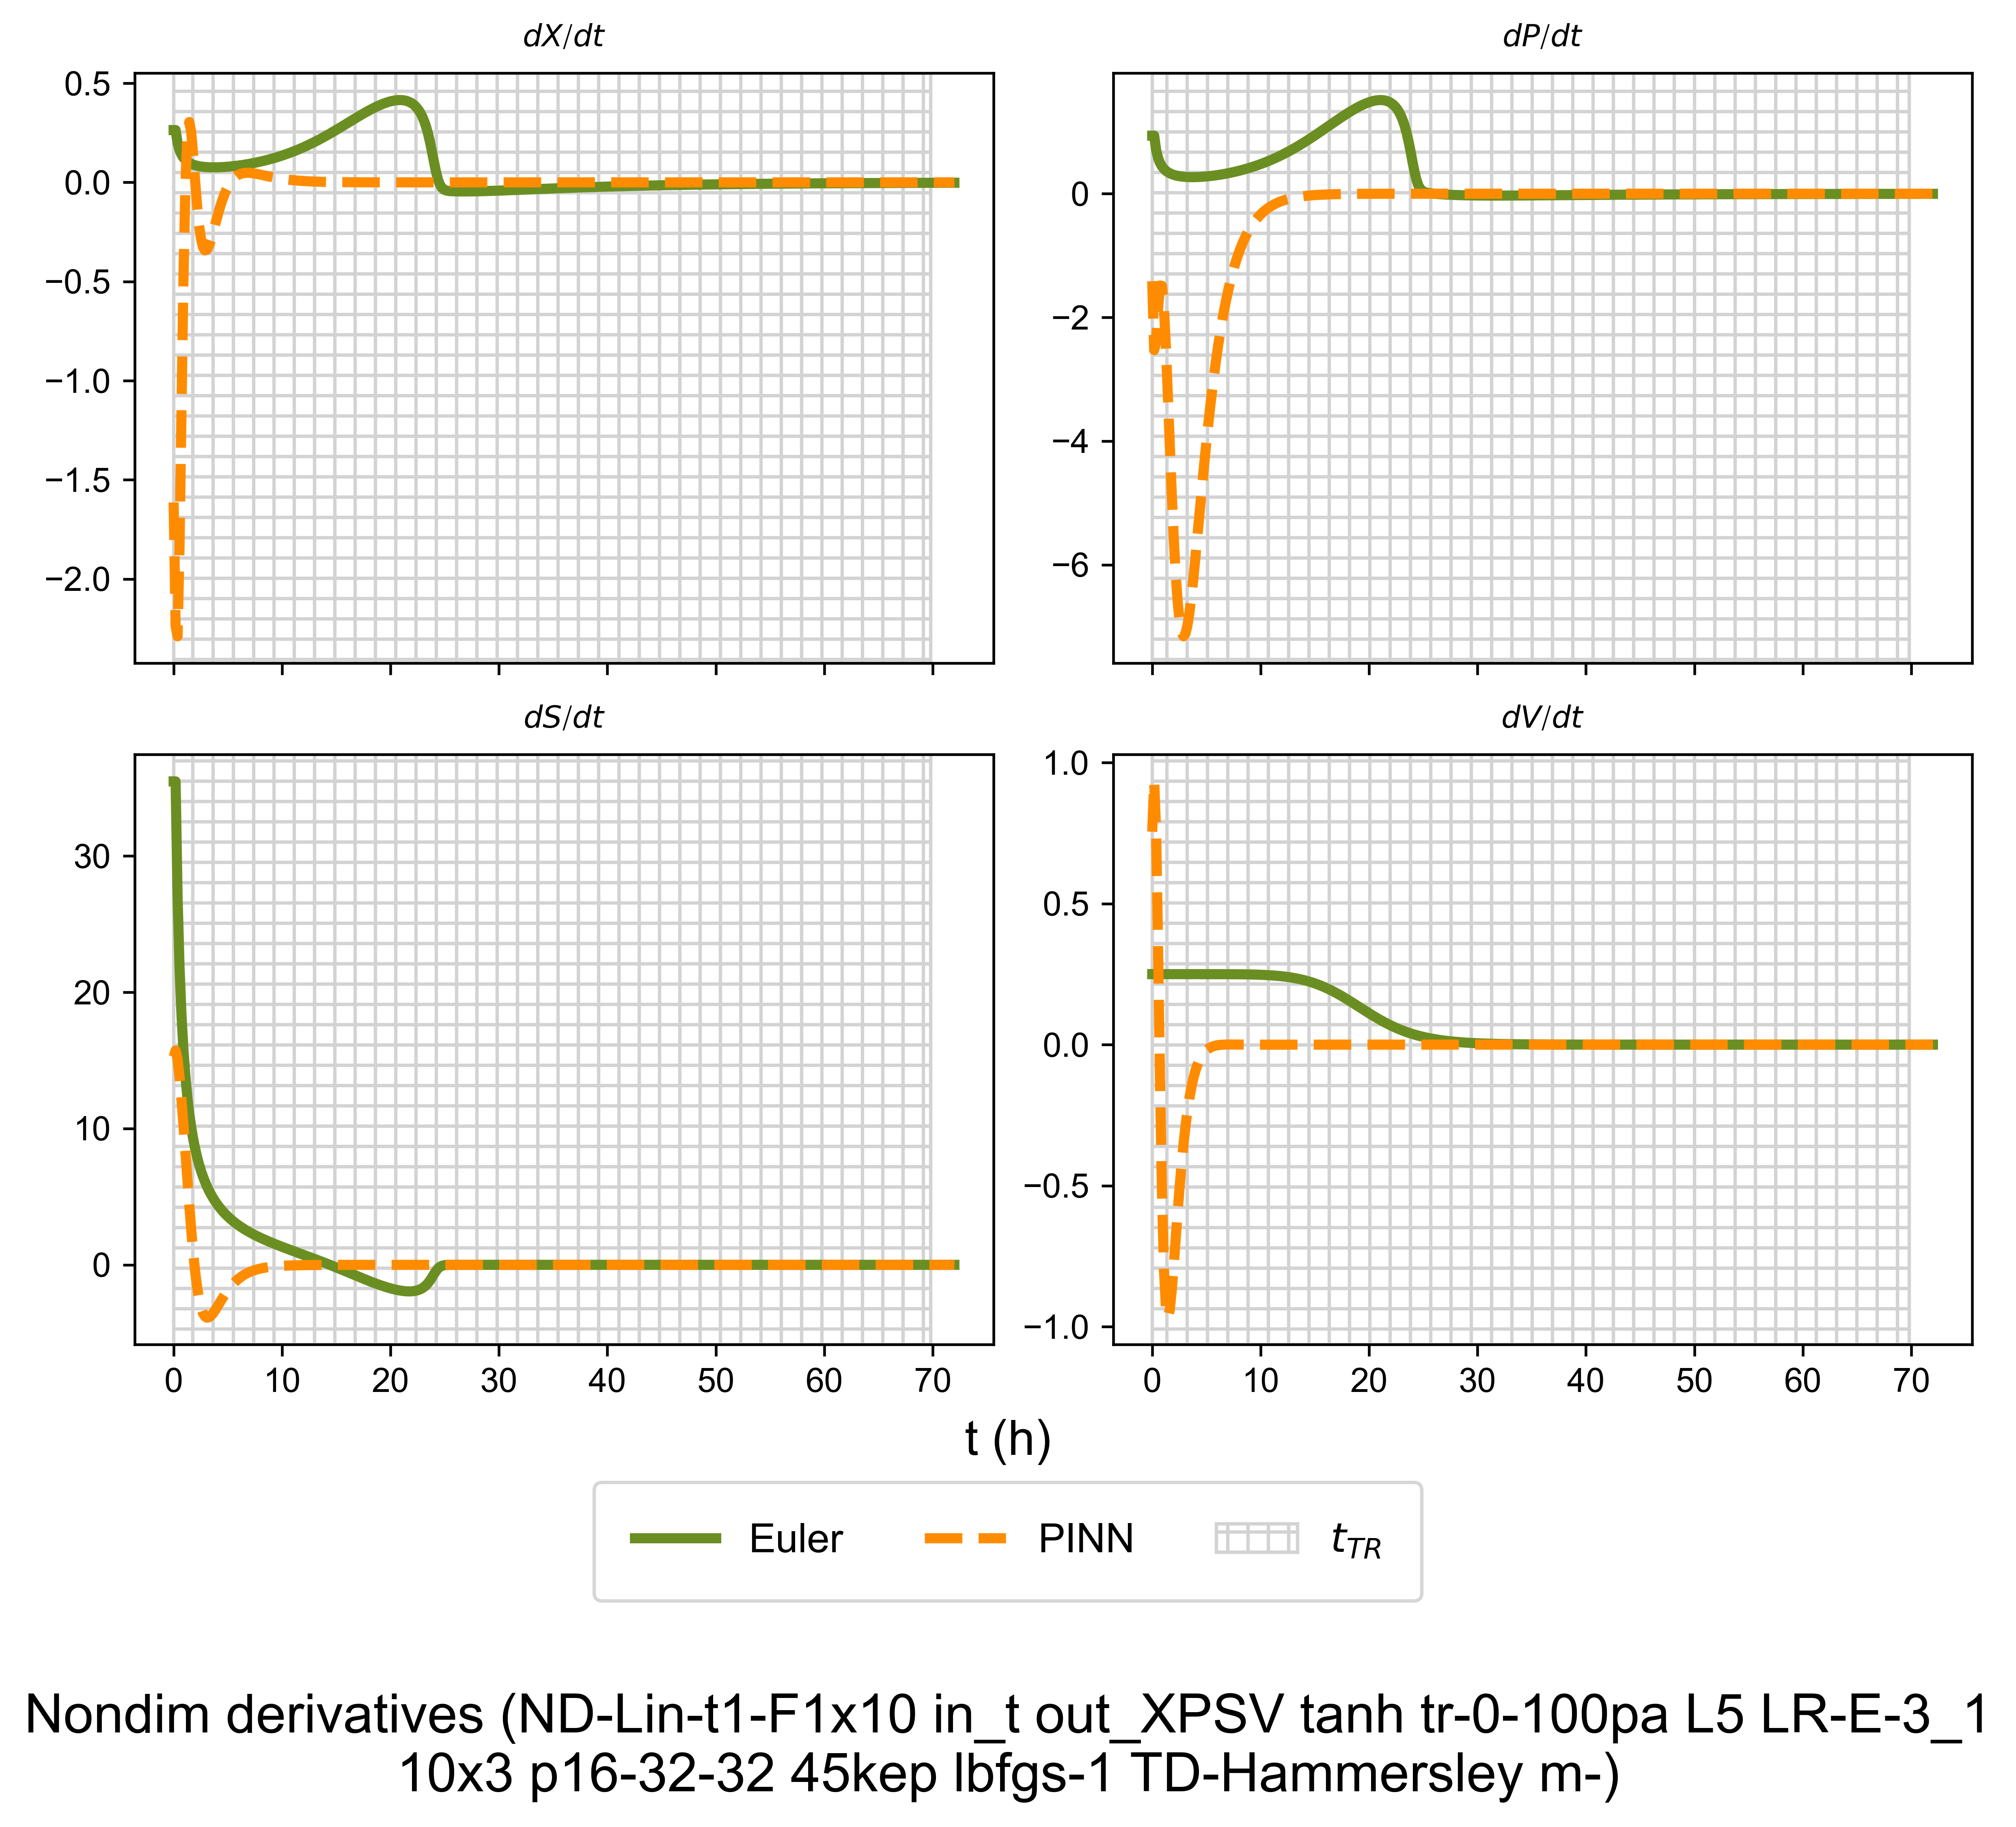 dX/dt
dP/dt
0.5
0.0
−0.5
−1.0
−1.5
−2.0
0
−2
−4
−6
dS/dt
dV/dt
30
20
10
0
1.0
0.5
0.0
−0.5
−1.0
0 10 20 30 40 50 60 70
0 10 20 30 40 50 60 70
t (h)
Euler PINN t_TR
Nondim derivatives (ND-Lin-t1-F1x10 in_t out_XPSV tanh tr-0-100pa L5 LR-E-3_1
10x3 p16-32-32 45kep lbfgs-1 TD-Hammersley m-)